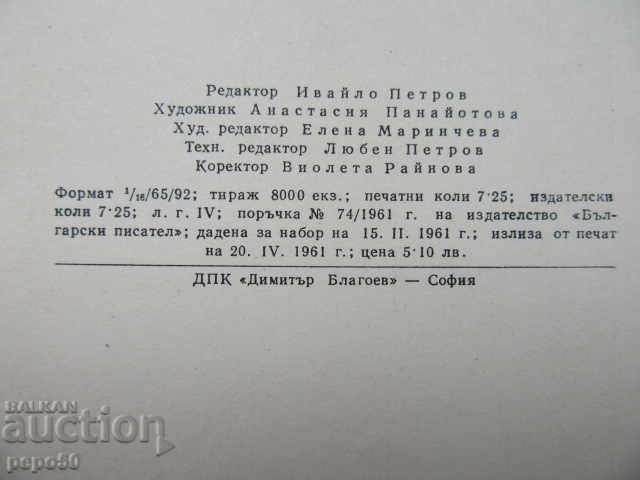 Редактор Ивайло Петров
Художник Анастасия Панайотова
Худ. редактор Елена Маринчева
Техн. редактор Любен Петров
Коректор Виолета Райнова
Формат 1/16/65/92; тираж 8000 екз.; печатни коли 7·25; издателски
коли 7·25; л. г. IV; поръчка № 74/1961 г. на издателство «Бъл-
гарски писател»; дадена за набор на 15. II. 1961 г.; излиза от печат
на 20. IV. 1961 г.; цена 5·10 лв.
ДПК «Димитър Благоев» — София
BALKAN
auction
pepo50